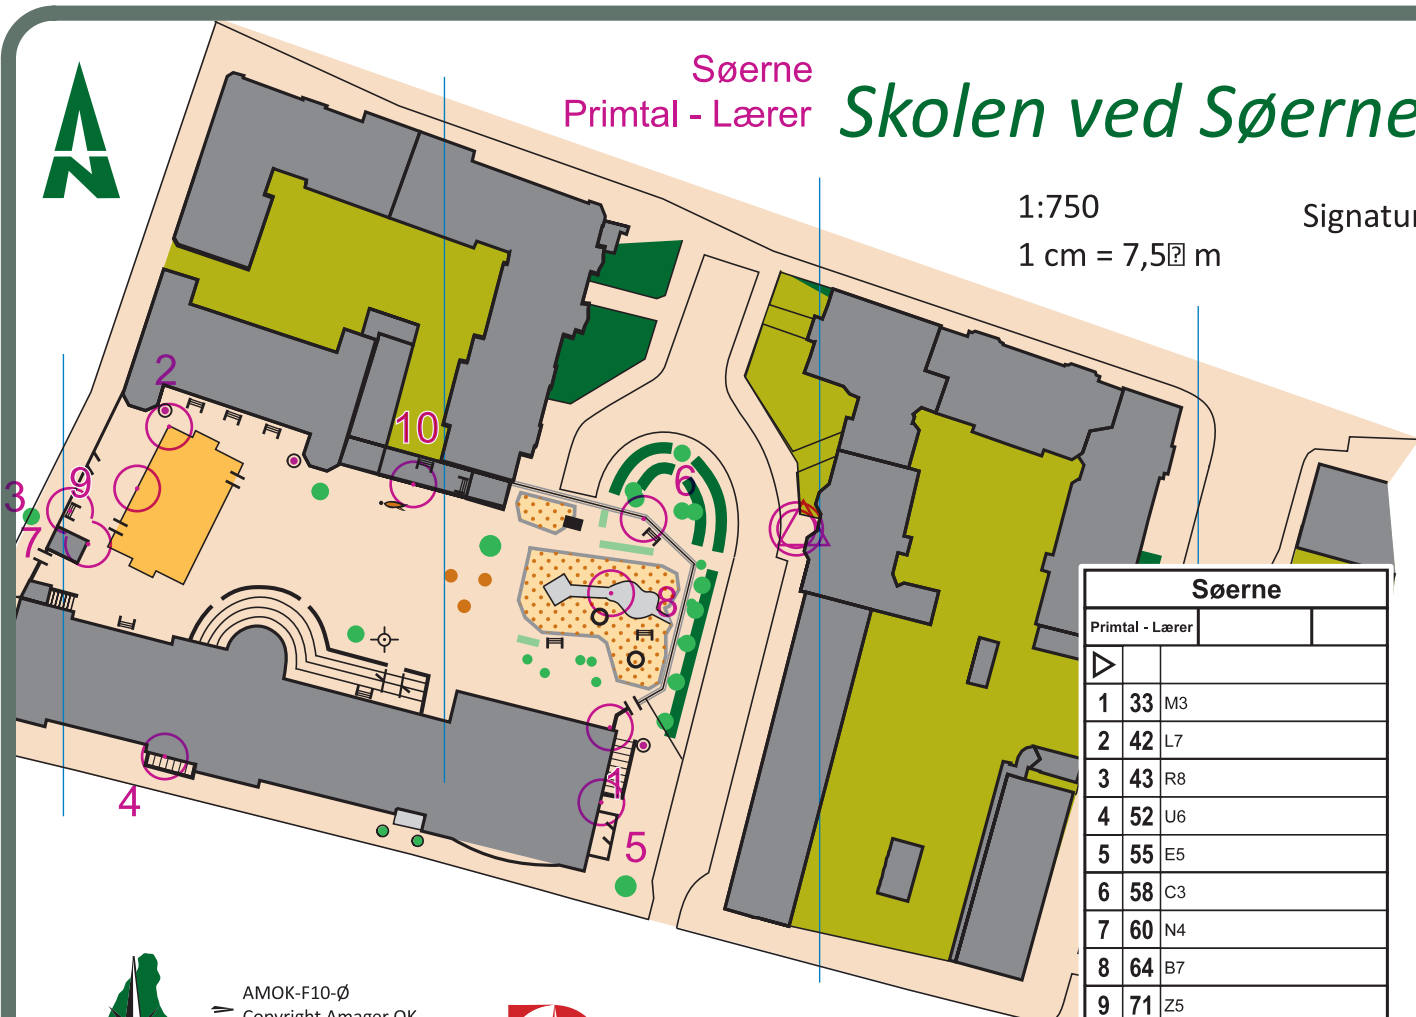 Søerne
Primtal - Lærer
Skolen ved Søerne
1:750
1 cm = 7,5 m
N
2
10
3
9
7
6
8
1
4
5
Søerne
Primtal - Lærer
1 33 M3
2 42 L7
3 43 R8
4 52 U6
5 55 E5
6 58 C3
7 60 N4
8 64 B7
9 71 Z5
AMOK-F10-Ø
Copyright Amager OK